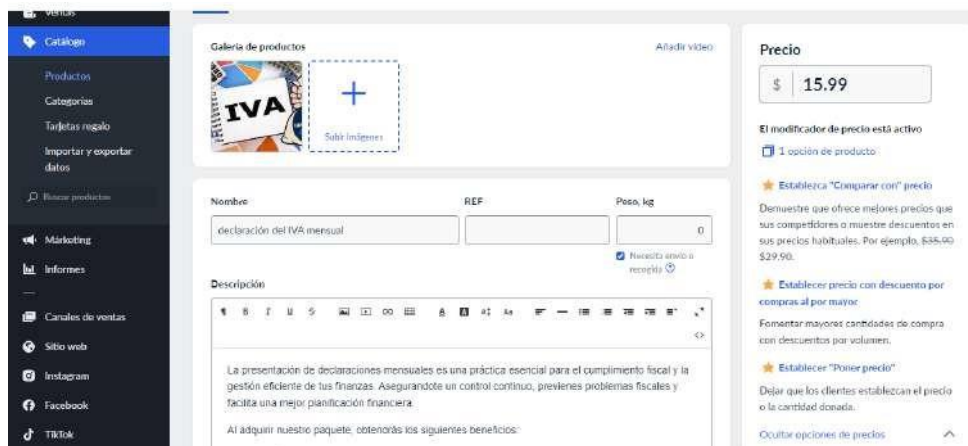 Ventas
Catálogo
Productos
Categorías
Tarjetas regalo
Importar y exportar
datos
Buscar productos
Márketing
Informes
Canales de ventas
Sitio web
Instagram
Facebook
TikTok
Galería de productos
Añadir vídeo
IVA
Subir imágenes
Nombre
REF
Peso, kg
declaración del IVA mensual
0
Necesita envío o
recogida
Descripción
La presentación de declaraciones mensuales es una práctica esencial para el cumplimiento fiscal y la
gestión eficiente de tus finanzas. Asegurandote un control continuo, previenes problemas fiscales y
facilita una mejor planificación financiera.
Al adquirir nuestro paquete, obtenorás los siguientes beneficios:
Precio
$ 15.99
El modificador de precio está activo
1 opción de producto
Establezca "Comparar con" precio
Demuestre que ofrece mejores precios que
sus competidores o muestre descuentos en
sus precios habituales. Por ejemplo, $35.90
$29.90.
Establecer precio con descuento por
compras al por mayor
Fomentar mayores cantidades de compra
con descuentos por volumen.
Establecer "Poner precio"
Dejar que los clientes establezcan el precio
o la cantidad donada.
Ocultar opciones de precios